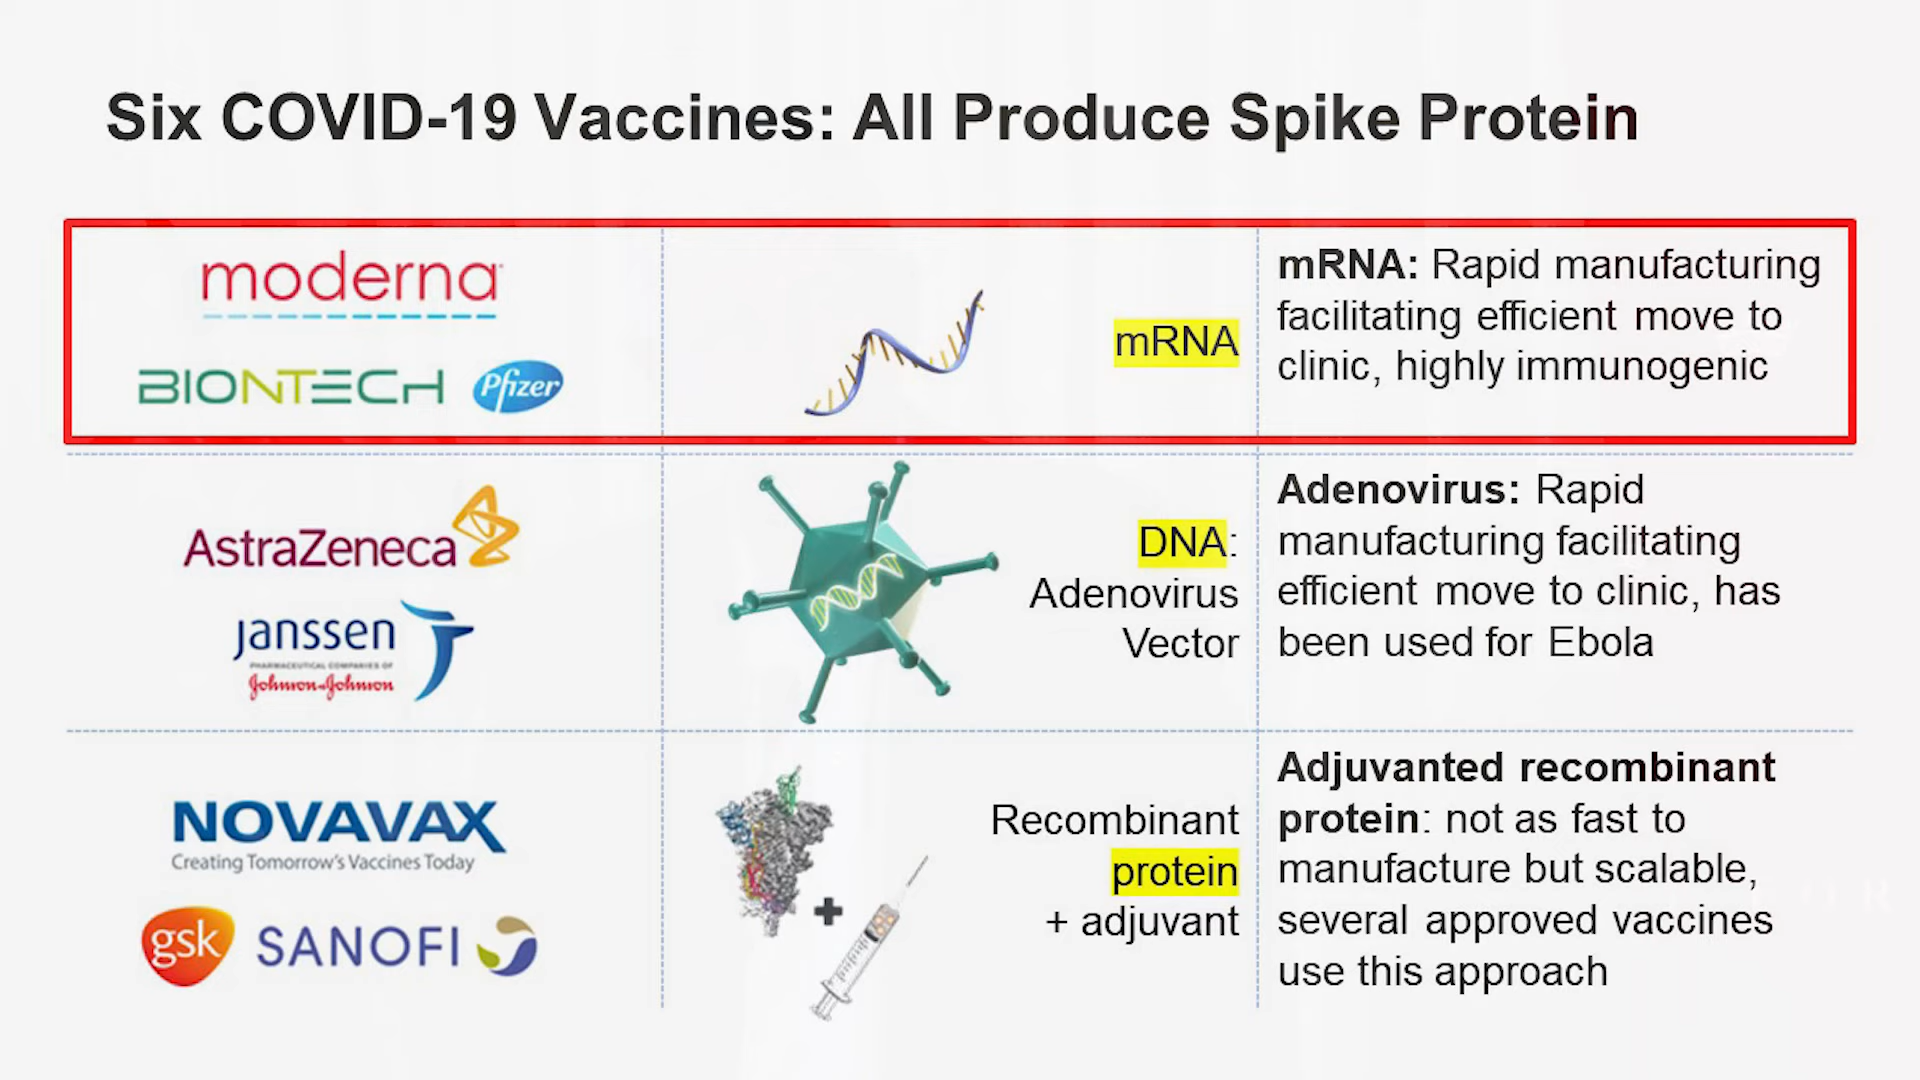 Six COVID-19 Vaccines: All Produce Spike Protein
moderna
BIONTECH
Pfizer
mRNA
mRNA: Rapid manufacturing
facilitating efficient move to
clinic, highly immunogenic
AstraZeneca
janssen
PHARMACEUTICAL COMPANIES OF
Johnson&Johnson
DNA:
Adenovirus
Vector
Adenovirus: Rapid
manufacturing facilitating
efficient move to clinic, has
been used for Ebola
NOVAVAX
Creating Tomorrow's Vaccines Today
gsk
SANOFI
+
Recombinant
protein
+ adjuvant
Adjuvanted recombinant
protein: not as fast to
manufacture but scalable,
several approved vaccines
use this approach